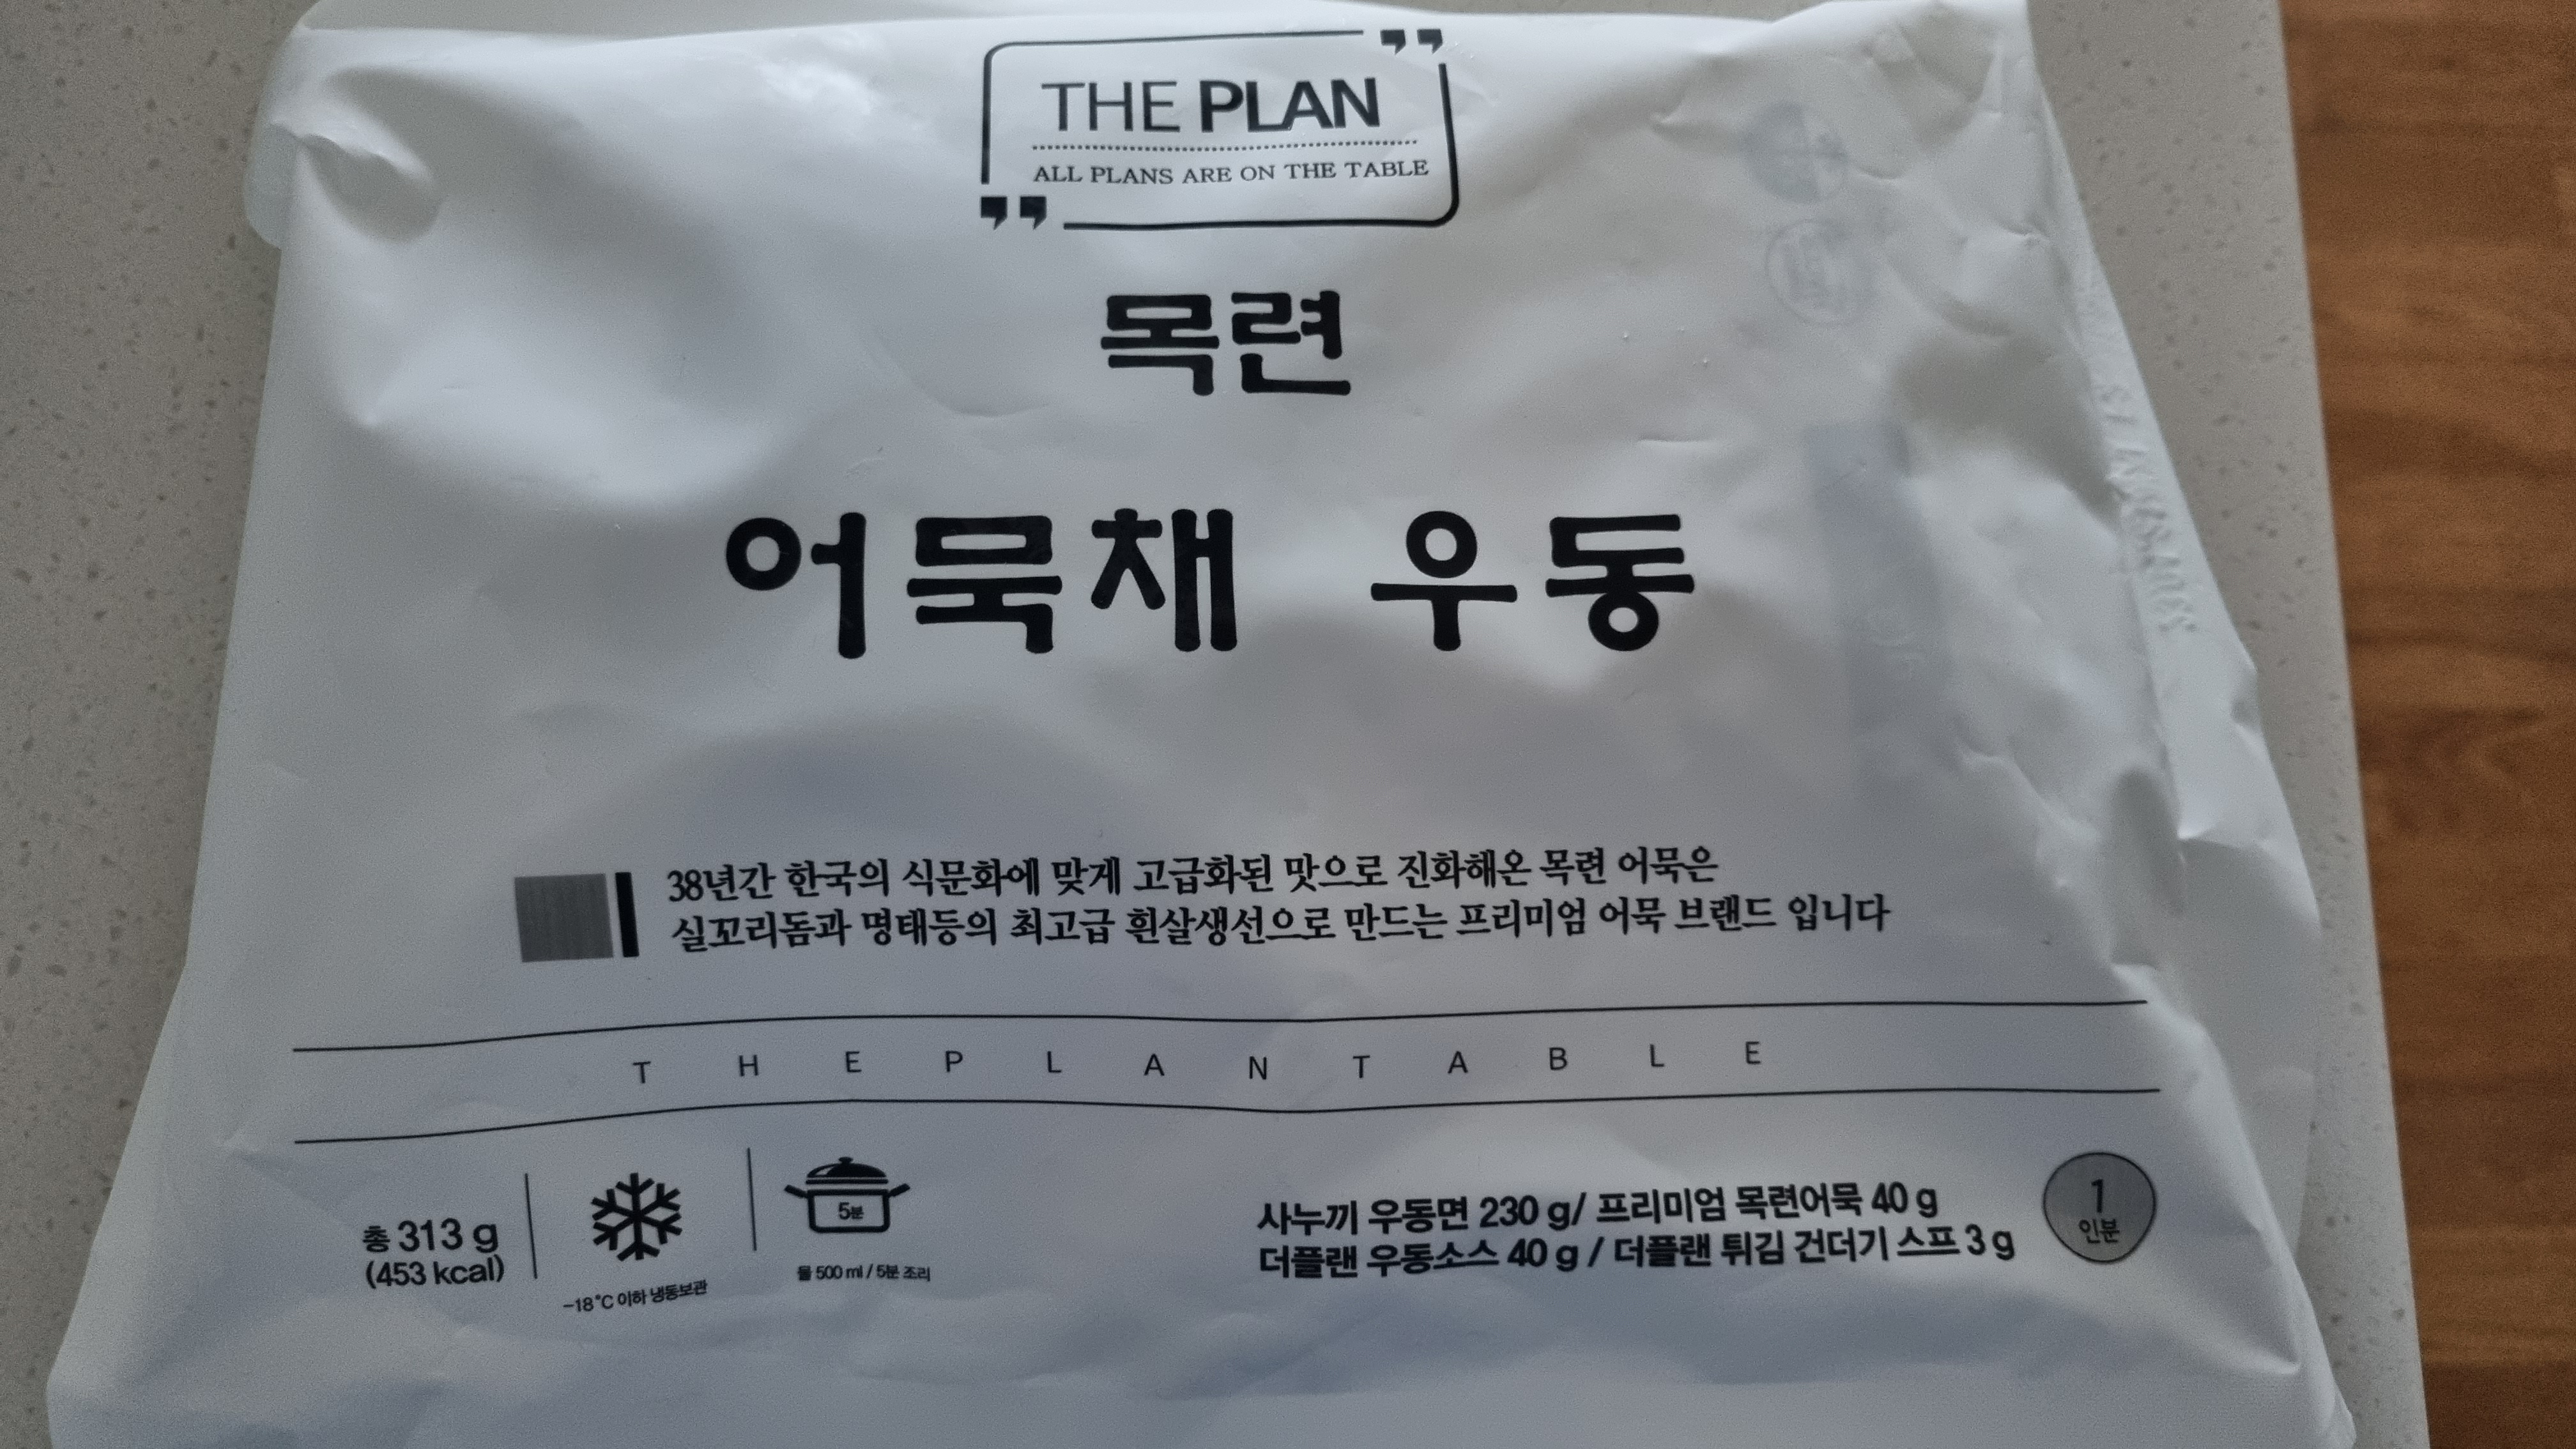 THE PLAN
ALL PLANS ARE ON THE TABLE
목련
어묵채 우동
38년간 한국의 식문화에 맞게 고급화된 맛으로 진화해온 목련 어묵은
실꼬리돔과 명태등의 최고급 흰살생선으로 만드는 프리미엄 어묵 브랜드 입니다
T H E P L A N T A B L E
총 313 g
(453 kcal)
-18°C 이하 냉동보관
5분
물 500 ml / 5분 조리
사누끼 우동면 230 g/ 프리미엄 목련어묵 40 g
더플랜 우동소스 40 g / 더플랜 튀김 건더기 스프 3 g
1
인분